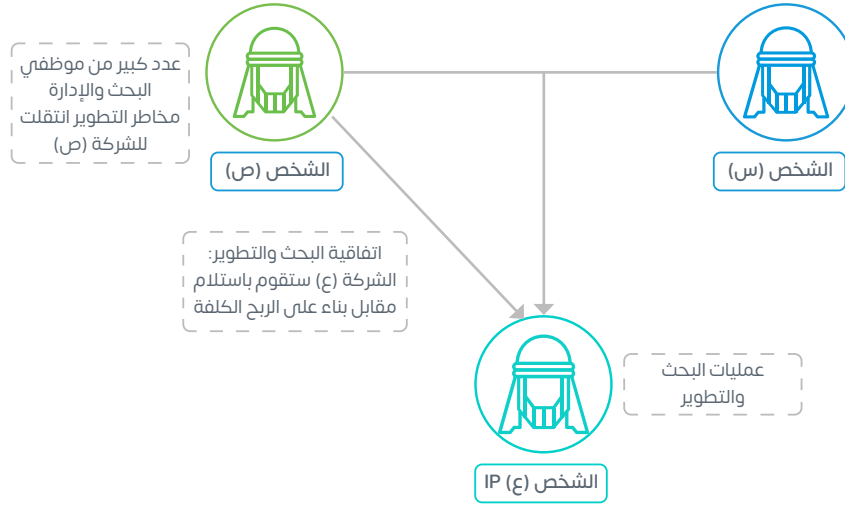 عدد كبير من موظفي
البحث والإدارة
مخاطر التطوير انتقلت
للشركة (ص)
الشخص (س)
الشخص (ص)
اتفاقية البحث والتطوير:
الشركة (ع) ستقوم باستلام
مقابل بناء على الربح الكلفة
عمليات البحث
والتطوير
الشخص (ع) IP